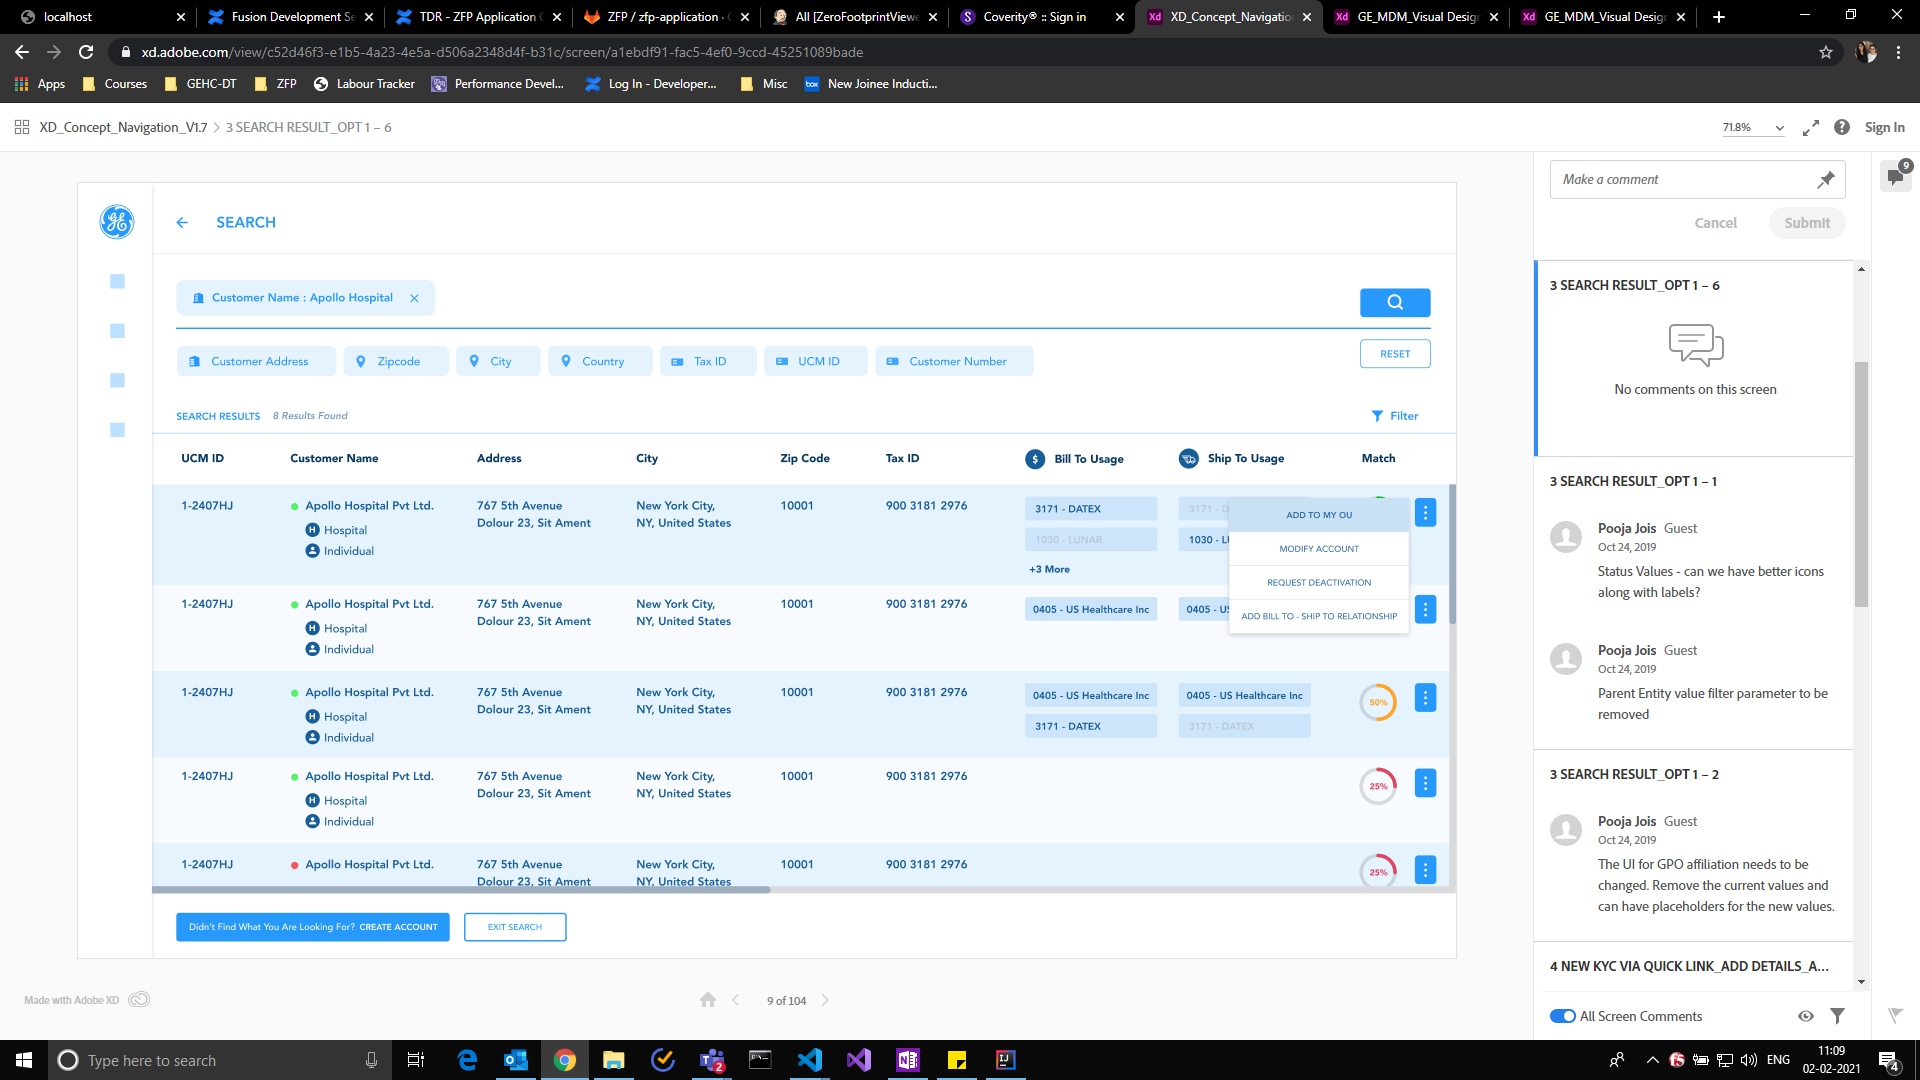 localhost
Fusion Development Se
TDR - ZFP Application
ZFP / zfp-application ·
All [ZeroFootprintViewe
Coverity® :: Sign in
XD_Concept_Navigation
GE_MDM_Visual Design
GE_MDM_Visual Design
xd.adobe.com/view/c52d46f3-e1b5-4a23-4e5a-d506a2348d4f-b31c/screen/a1ebdf91-fac5-4ef0-9ccd-45251089bade
Apps
Courses
GEHC-DT
ZFP
Labour Tracker
Performance Devel...
Log In - Developer...
Misc
box
New Joinee Inducti...
XD_Concept_Navigation_V1.7 > 3 SEARCH RESULT_OPT 1 – 6
71.8%
Sign In
SEARCH
Customer Name : Apollo Hospital
Customer Address
Zipcode
City
Country
Tax ID
UCM ID
Customer Number
RESET
SEARCH RESULTS 8 Results Found
Filter
UCM ID Customer Name Address City Zip Code Tax ID $ Bill To Usage Ship To Usage Match
1-2407HJ Apollo Hospital Pvt Ltd. 767 5th Avenue New York City, 10001 900 3181 2976 3171 - DATEX 3171 - D
Dolour 23, Sit Ament NY, United States
H Hospital
1030 - LUNAR 1030 - LU
Individual
+3 More
ADD TO MY OU
MODIFY ACCOUNT
REQUEST DEACTIVATION
ADD BILL TO - SHIP TO RELATIONSHIP
1-2407HJ Apollo Hospital Pvt Ltd. 767 5th Avenue New York City, 10001 900 3181 2976 0405 - US Healthcare Inc 0405 - US
Dolour 23, Sit Ament NY, United States
H Hospital
Individual
1-2407HJ Apollo Hospital Pvt Ltd. 767 5th Avenue New York City, 10001 900 3181 2976 0405 - US Healthcare Inc 0405 - US Healthcare Inc 50%
Dolour 23, Sit Ament NY, United States
H Hospital
3171 - DATEX 3171 - DATEX
Individual
1-2407HJ Apollo Hospital Pvt Ltd. 767 5th Avenue New York City, 10001 900 3181 2976 25%
Dolour 23, Sit Ament NY, United States
H Hospital
Individual
1-2407HJ Apollo Hospital Pvt Ltd. 767 5th Avenue New York City, 10001 900 3181 2976 25%
Dolour 23, Sit Ament NY, United States
Didn't Find What You Are Looking For? CREATE ACCOUNT
EXIT SEARCH
Made with Adobe XD
9 of 104
Make a comment
9
Cancel
Submit
3 SEARCH RESULT_OPT 1 – 6
No comments on this screen
3 SEARCH RESULT_OPT 1 – 1
Pooja Jois Guest
Oct 24, 2019
Status Values - can we have better icons
along with labels?
Pooja Jois Guest
Oct 24, 2019
Parent Entity value filter parameter to be
removed
3 SEARCH RESULT_OPT 1 – 2
Pooja Jois Guest
Oct 24, 2019
The UI for GPO affiliation needs to be
changed. Remove the current values and
can have placeholders for the new values.
4 NEW KYC VIA QUICK LINK_ADD DETAILS_A...
All Screen Comments
Type here to search
2
ENG
11:09
02-02-2021
4